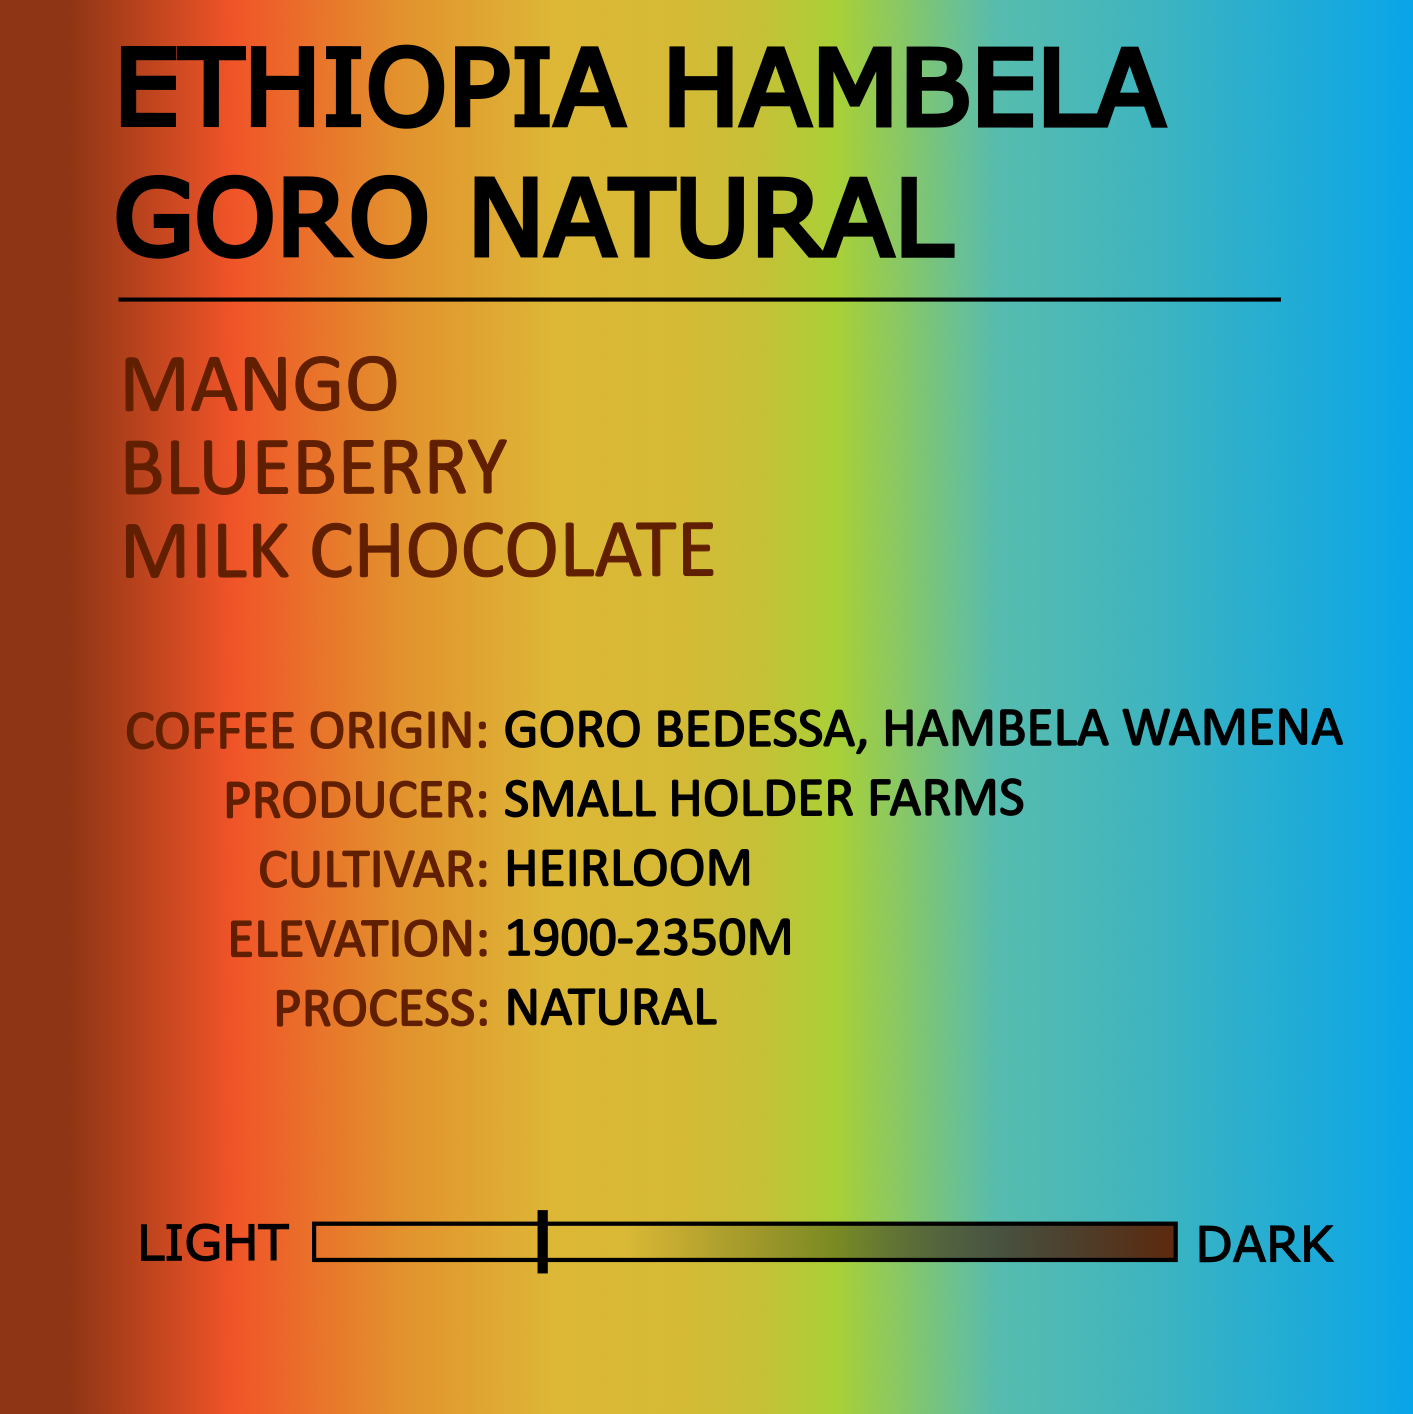 ETHIOPIA HAMBELA
GORO NATURAL
MANGO
BLUEBERRY
MILK CHOCOLATE
COFFEE ORIGIN: GORO BEDESSA, HAMBELA WAMENA
PRODUCER: SMALL HOLDER FARMS
CULTIVAR: HEIRLOOM
ELEVATION: 1900-2350M
PROCESS: NATURAL
LIGHT DARK